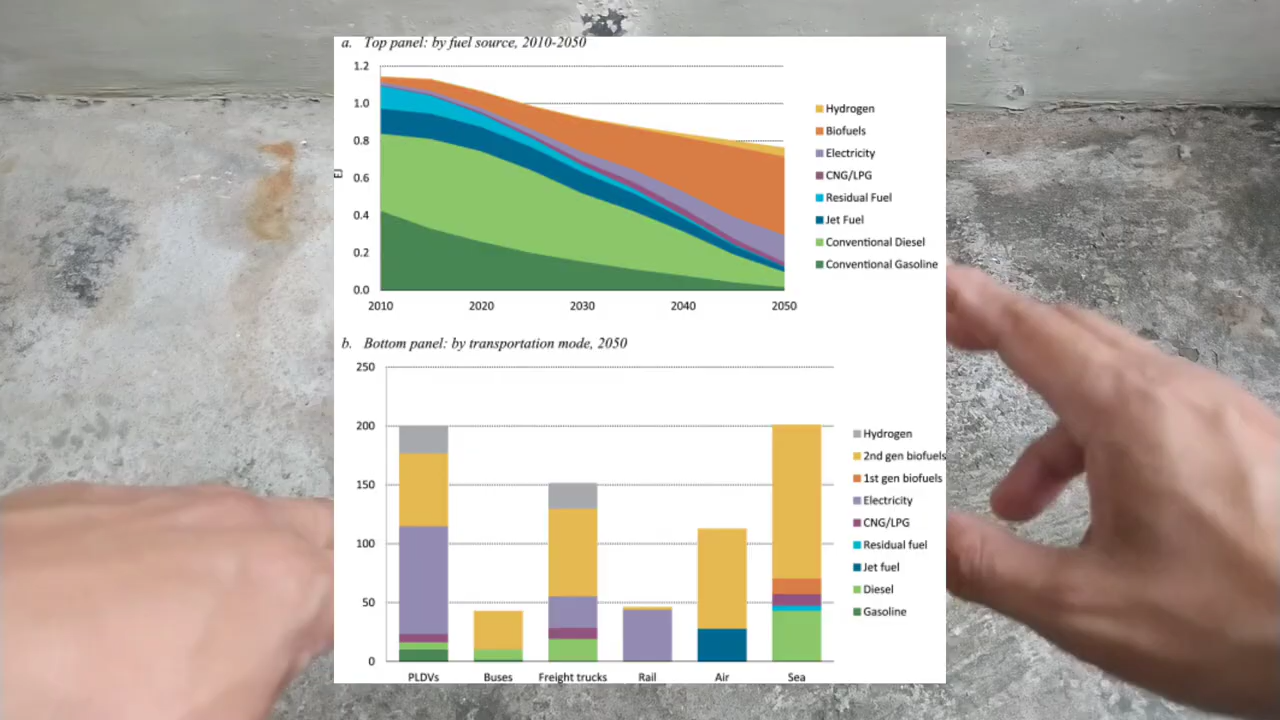 a. Top panel: by fuel source, 2010-2050
EJ
1.2
1.0
0.8
0.6
0.4
0.2
0.0
2010 2020 2030 2040 2050
Hydrogen
Biofuels
Electricity
CNG/LPG
Residual Fuel
Jet Fuel
Conventional Diesel
Conventional Gasoline
b. Bottom panel: by transportation mode, 2050
250
200
150
100
50
0
PLDVs Buses Freight trucks Rail Air Sea
Hydrogen
2nd gen biofuels
1st gen biofuels
Electricity
CNG/LPG
Residual fuel
Jet fuel
Diesel
Gasoline